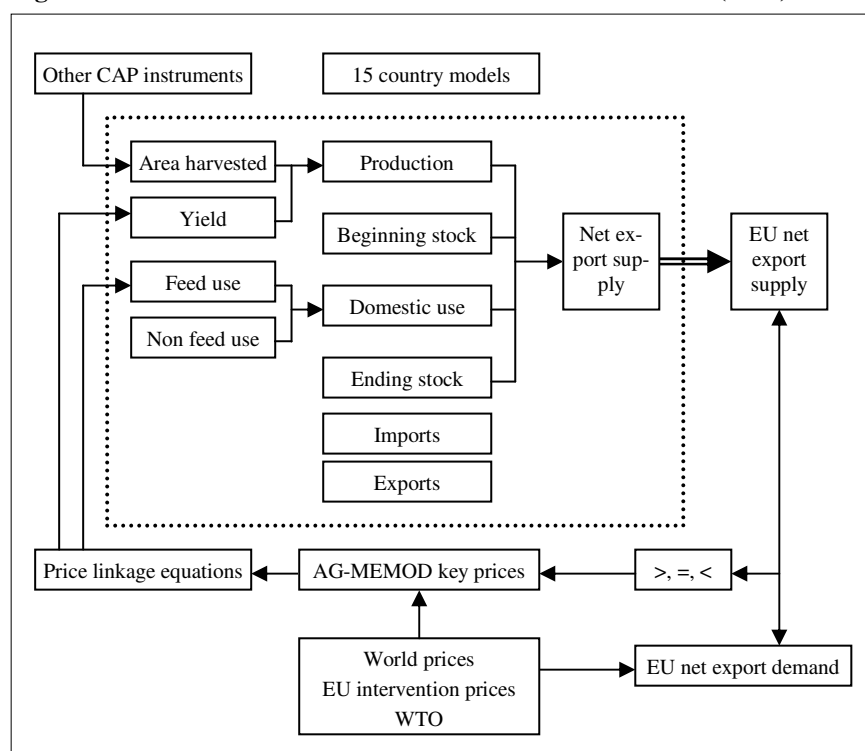 Other CAP instruments
15 country models
Area harvested
Production
Yield
Beginning stock
Net ex-
port sup-
ply
EU net
export
supply
Feed use
Domestic use
Non feed use
Ending stock
Imports
Exports
Price linkage equations
AG-MEMOD key prices
>, =, <
World prices
EU intervention prices
WTO
EU net export demand